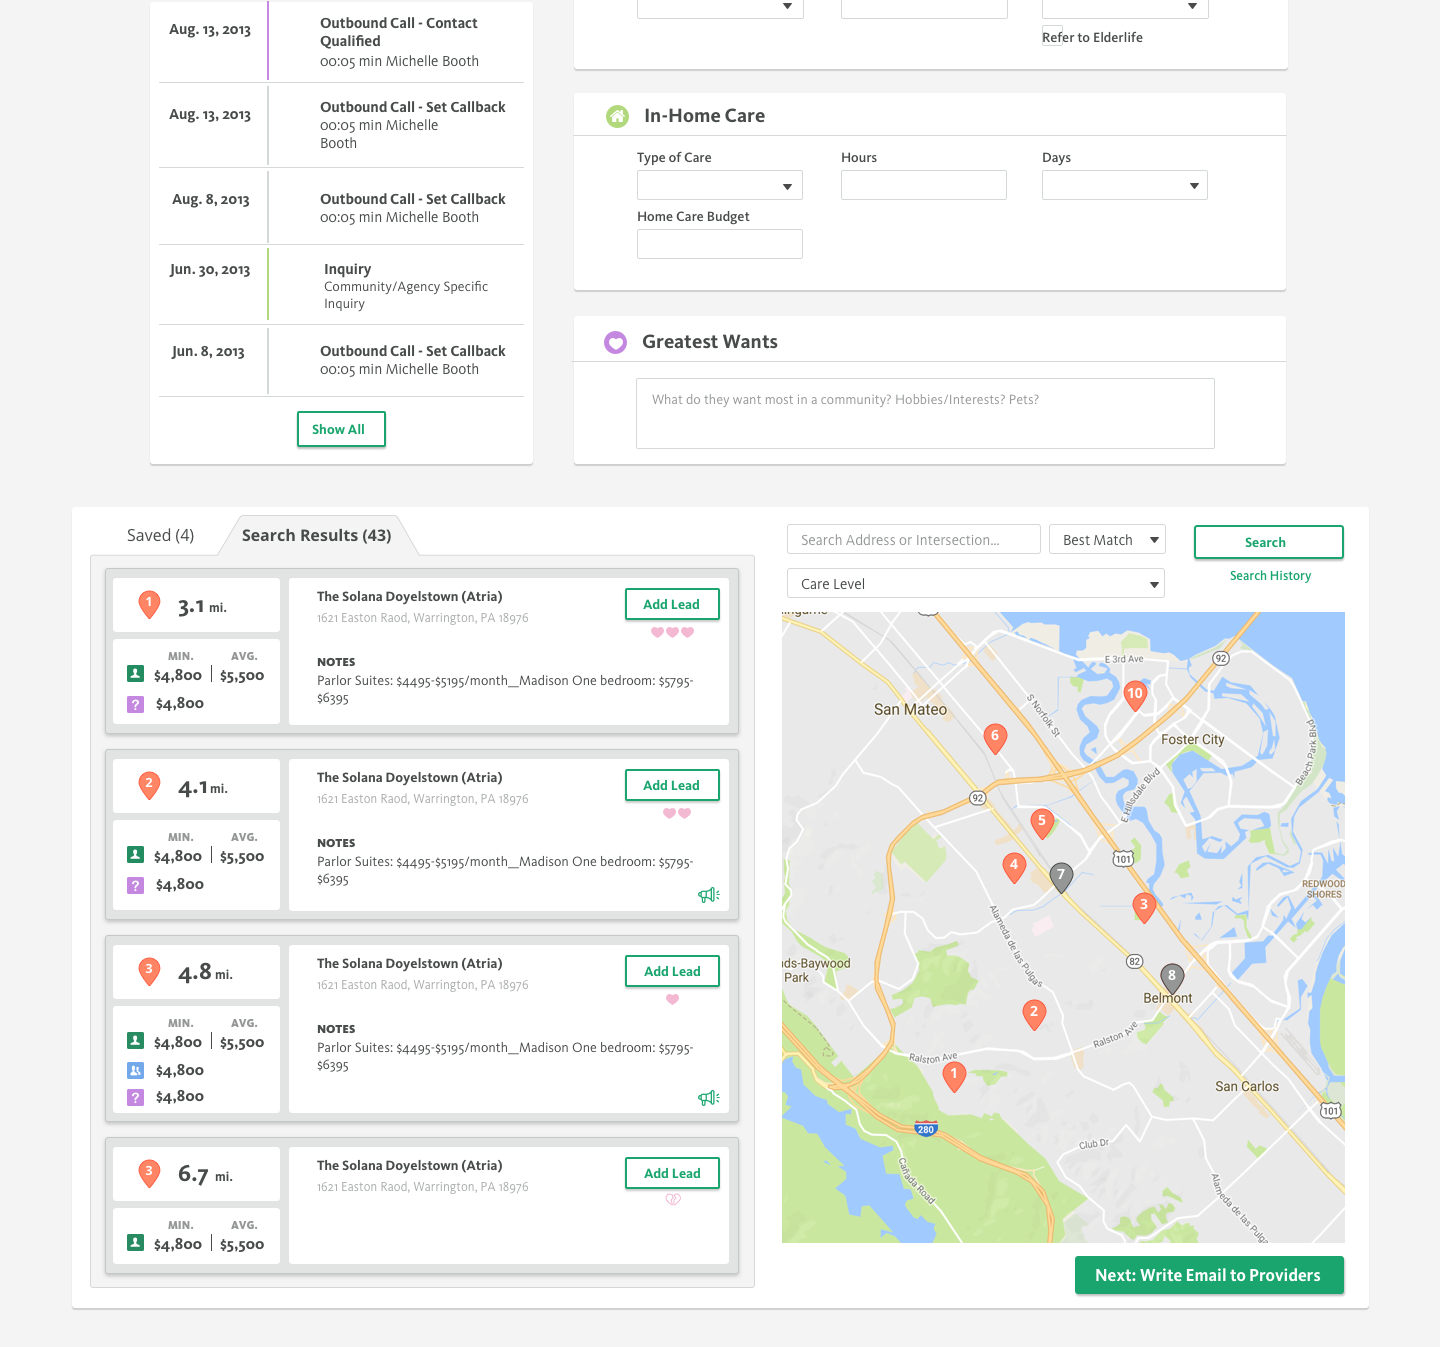 Aug. 13, 2013
Outbound Call - Contact
Qualified
00:05 min Michelle Booth
Aug. 13, 2013
Outbound Call - Set Callback
00:05 min Michelle
Booth
Aug. 8, 2013
Outbound Call - Set Callback
00:05 min Michelle Booth
Jun. 30, 2013
Inquiry
Community/Agency Specific
Inquiry
Jun. 8, 2013
Outbound Call - Set Callback
00:05 min Michelle Booth
Show All
Refer to Elderlife
In-Home Care
Type of Care
Hours
Days
Home Care Budget
Greatest Wants
What do they want most in a community? Hobbies/Interests? Pets?
Saved (4)
Search Results (43)
1
3.1 mi.
MIN. AVG.
$4,800 $5,500
? $4,800
The Solana Doyelstown (Atria)
1621 Easton Raod, Warrington, PA 18976
Add Lead
NOTES
Parlor Suites: $4495-$5195/month__Madison One bedroom: $5795-
$6395
2
4.1 mi.
MIN. AVG.
$4,800 $5,500
? $4,800
The Solana Doyelstown (Atria)
1621 Easton Raod, Warrington, PA 18976
Add Lead
NOTES
Parlor Suites: $4495-$5195/month__Madison One bedroom: $5795-
$6395
3
4.8 mi.
MIN. AVG.
$4,800 $5,500
$4,800
? $4,800
The Solana Doyelstown (Atria)
1621 Easton Raod, Warrington, PA 18976
Add Lead
NOTES
Parlor Suites: $4495-$5195/month__Madison One bedroom: $5795-
$6395
3
6.7 mi.
MIN. AVG.
$4,800 $5,500
The Solana Doyelstown (Atria)
1621 Easton Raod, Warrington, PA 18976
Add Lead
Search Address or Intersection...
Best Match
Search
Search History
Care Level
E 3rd Ave
92
10
San Mateo
S Norfolk St
6
Foster City
Beach Park Blvd
92
E Hillsdale Blvd
5
101
4
7
REDWOOD
SHORES
3
Alameda de las Pulgas
82
ds-Baywood
Park
8
Belmont
2
Ralston Ave
Ralston Ave
1
San Carlos
101
280
Club Dr
Cañada Road
Alameda de las Pulga
Next: Write Email to Providers